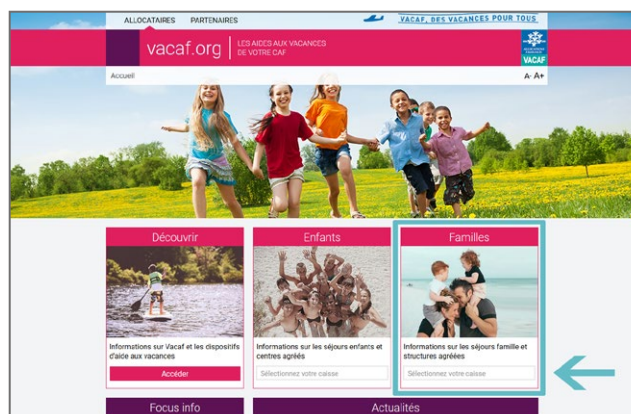 ALLOCATAIRES PARTENAIRES
VACAF, DES VACANCES POUR TOUS
vacaf.org
LES AIDES AUX VACANCES
DE VOTRE CAF
VACAF
Accueil
A- A+
Découvrir
Informations sur Vacaf et les dispositifs
d'aide aux vacances
Accéder
Enfants
Informations sur les séjours enfants et
centres agréés
Sélectionnez votre caisse
Familles
Informations sur les séjours famille et
structures agréées
Sélectionnez votre caisse
Focus info
Actualités